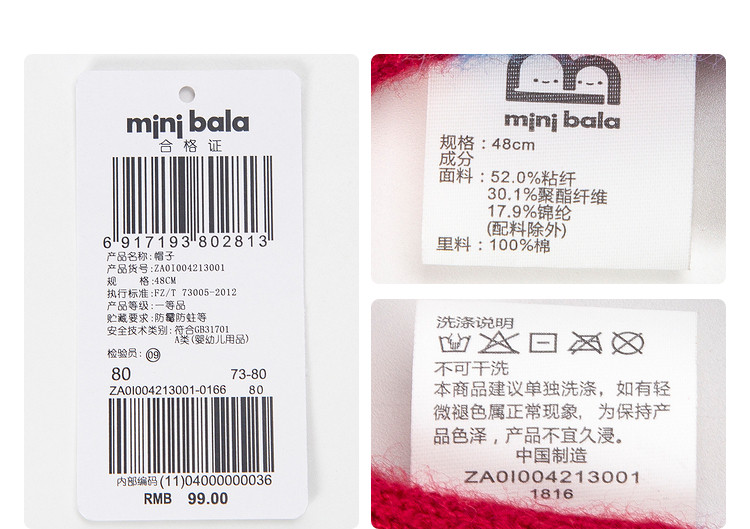 mini bala
合格证
6 917193 802813
产品名称:帽子
产品货号:ZA0I004213001
规 格:48CM
执行标准:FZ/T 73005-2012
产品等级:一等品
贮藏要求:防霉防蛀等
安全技术类别:符合GB31701
A类(婴幼儿用品)
检验员:09
80 73-80
ZA0I004213001-0166 80
内部编码(11)04000000036
RMB 99.00
mini bala
规格：48cm
成分
面料：52.0%粘纤
30.1%聚酯纤维
17.9%锦纶
(配料除外)
里料：100%棉
洗涤说明
不可干洗
本商品建议单独洗涤，如有轻
微褪色属正常现象，为保持产
品色泽，产品不宜久浸。
中国制造
ZA0I004213001
1816